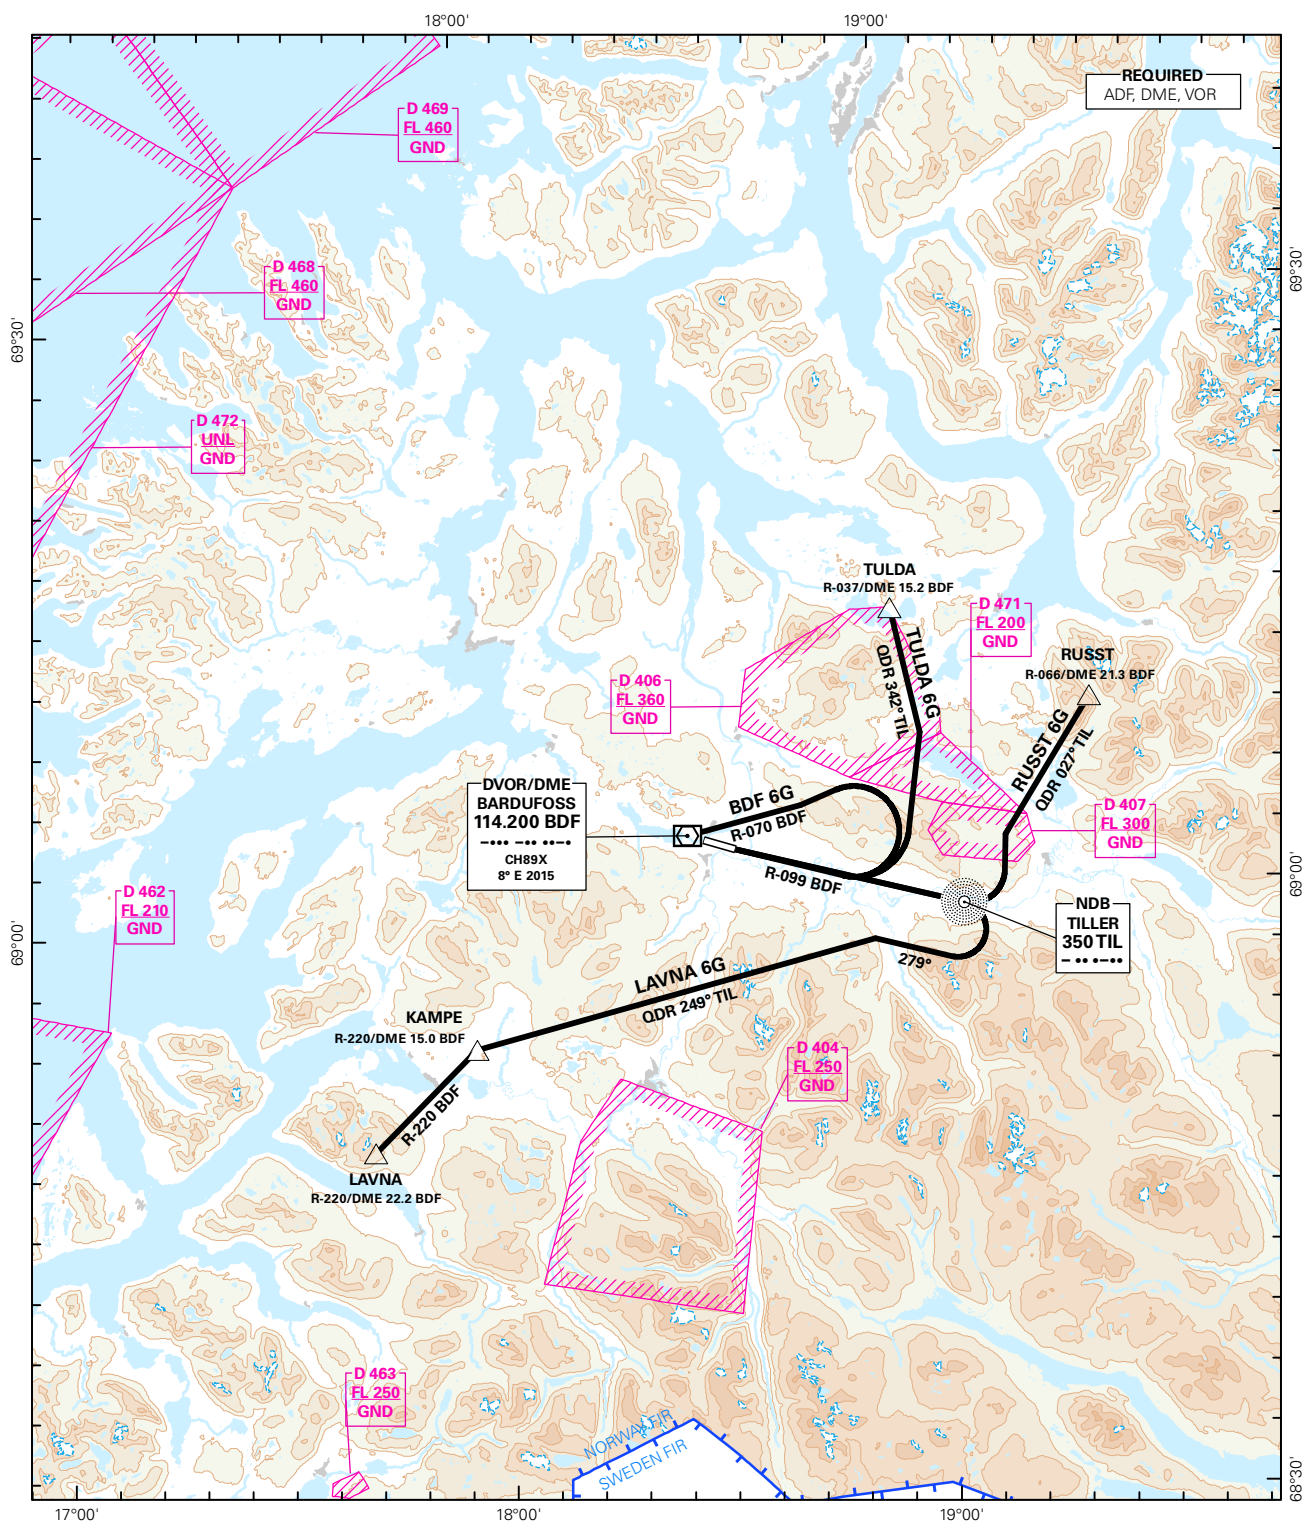 18°00'
19°00'
REQUIRED
ADF, DME, VOR
D 469
FL 460
GND
D 468
FL 460
GND
69°30'
69°30'
D 472
UNL
GND
TULDA
R-037/DME 15.2 BDF
D 471
FL 200
GND
TULDA 6G
QDR 342° TIL
RUSST
R-066/DME 21.3 BDF
D 406
FL 360
GND
RUSST 6G
QDR 027° TIL
DVOR/DME
BARDUFOSS
114.200 BDF
CH89X
8° E 2015
BDF 6G
R-070 BDF
R-099 BDF
D 407
FL 300
GND
69°00'
D 462
FL 210
GND
NDB
TILLER
350 TIL
69°00'
279°
LAVNA 6G
QDR 249° TIL
KAMPE
R-220/DME 15.0 BDF
D 404
FL 250
GND
R-220 BDF
LAVNA
R-220/DME 22.2 BDF
D 463
FL 250
GND
NORWAY FIR
SWEDEN FIR
68°30'
17°00'
18°00'
19°00'